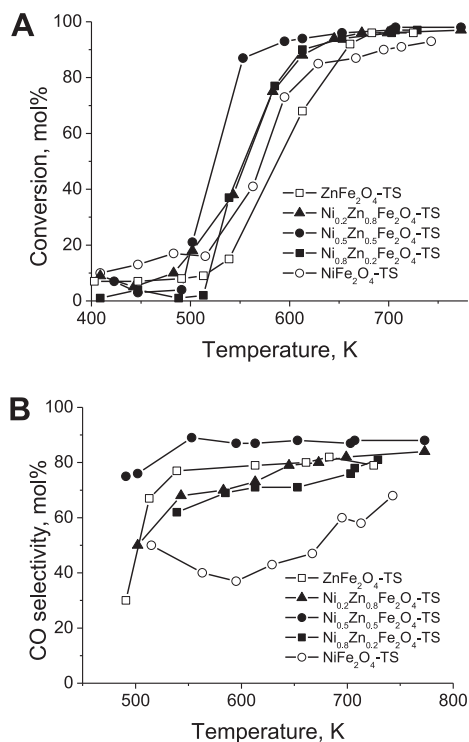 A
Conversion, mol%
100
80
60
40
20
0
ZnFe₂O₄-TS
Ni₀.₂Zn₀.₈Fe₂O₄-TS
Ni₀.₅Zn₀.₅Fe₂O₄-TS
Ni₀.₈Zn₀.₂Fe₂O₄-TS
NiFe₂O₄-TS
400 500 600 700
Temperature, K
B
CO selectivity, mol%
100
80
60
40
20
0
ZnFe₂O₄-TS
Ni₀.₂Zn₀.₈Fe₂O₄-TS
Ni₀.₅Zn₀.₅Fe₂O₄-TS
Ni₀.₈Zn₀.₂Fe₂O₄-TS
NiFe₂O₄-TS
500 600 700 800
Temperature, K